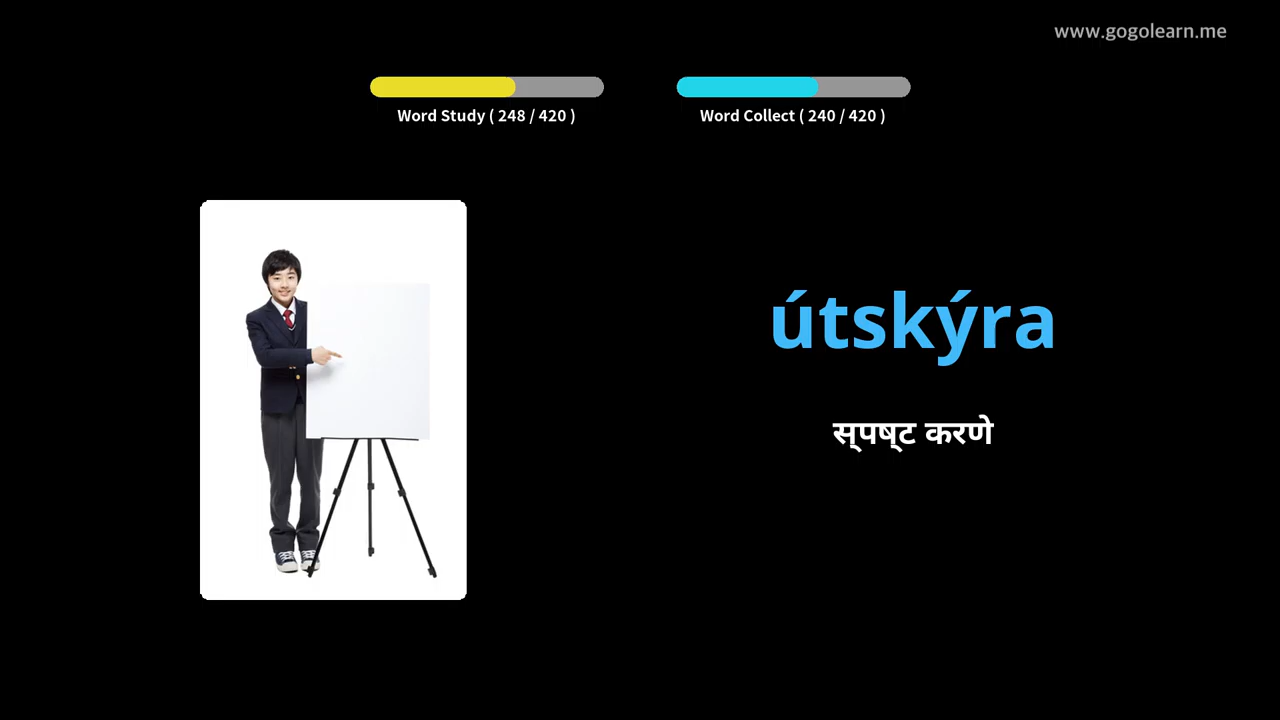 www.gogolearn.me
Word Study ( 248 / 420 )
Word Collect ( 240 / 420 )
útskýra
स्पष्ट करणे